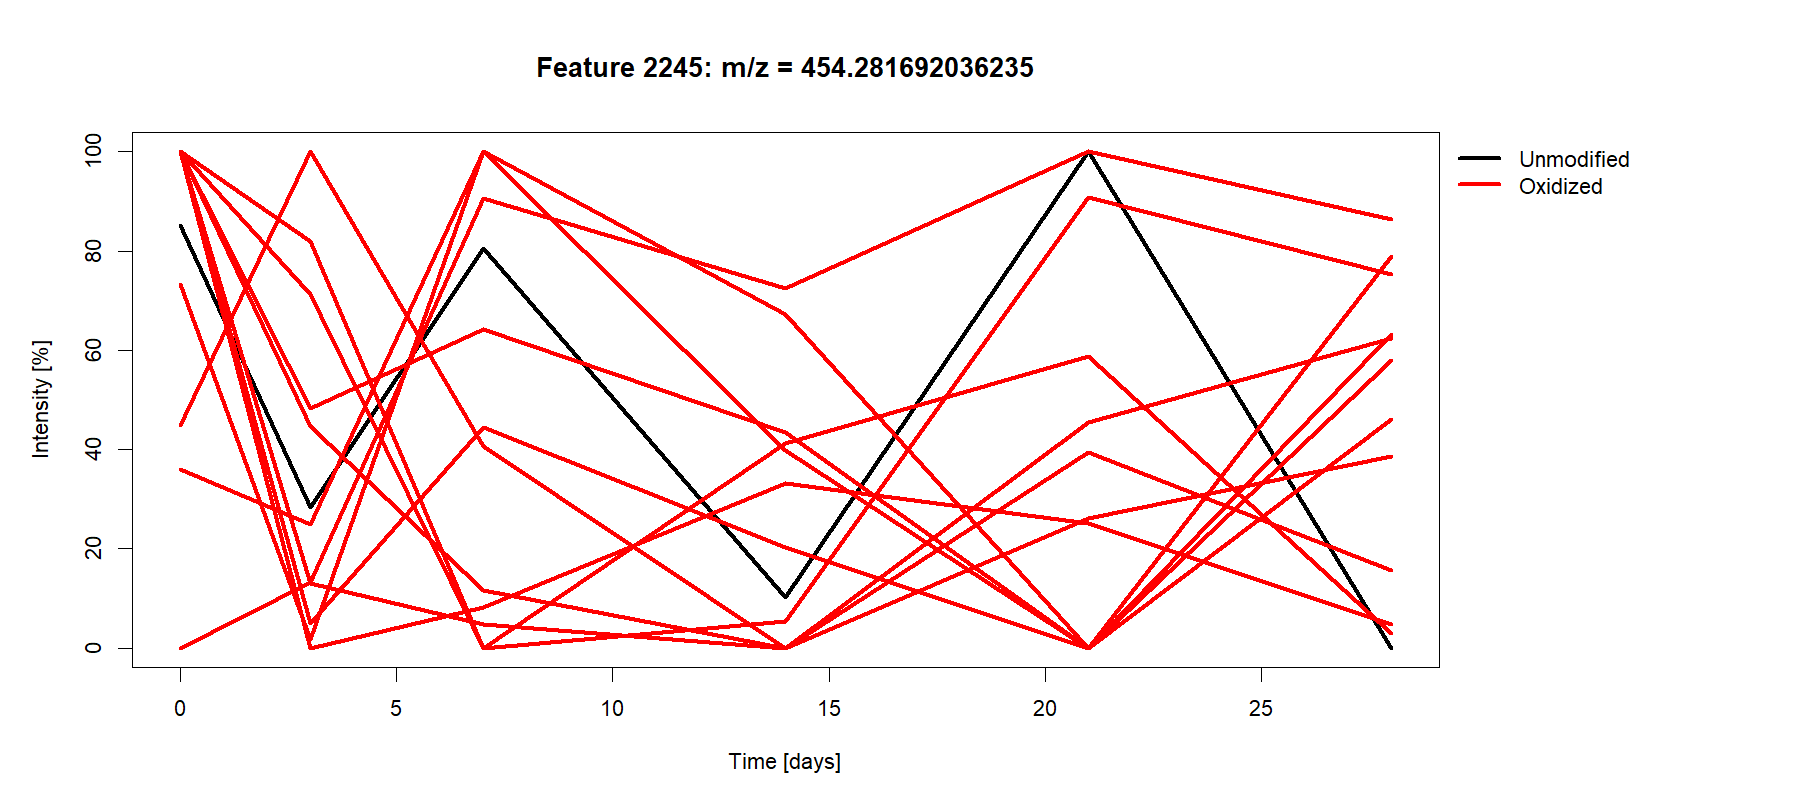 Feature 2245: m/z = 454.281692036235
Unmodified
Oxidized
Intensity [%]
100
80
60
40
20
0
0 5 10 15 20 25
Time [days]